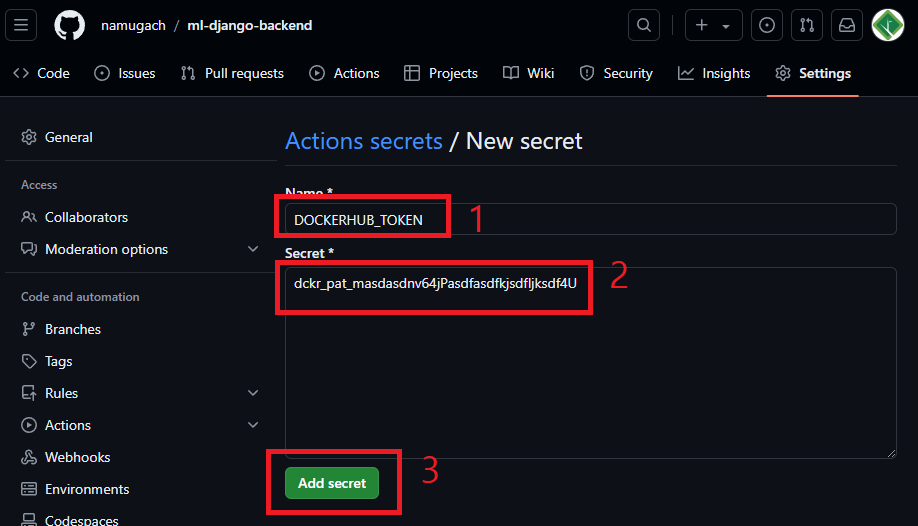 namugach / ml-django-backend
Code Issues Pull requests Actions Projects Wiki Security Insights Settings
General
Access
Collaborators
Moderation options
Code and automation
Branches
Tags
Rules
Actions
Webhooks
Environments
Codespaces
Actions secrets / New secret
Name *
DOCKERHUB_TOKEN
1
Secret *
dckr_pat_masdasdnv64jPasdfasdfkjsdfljksdf4U
2
Add secret
3